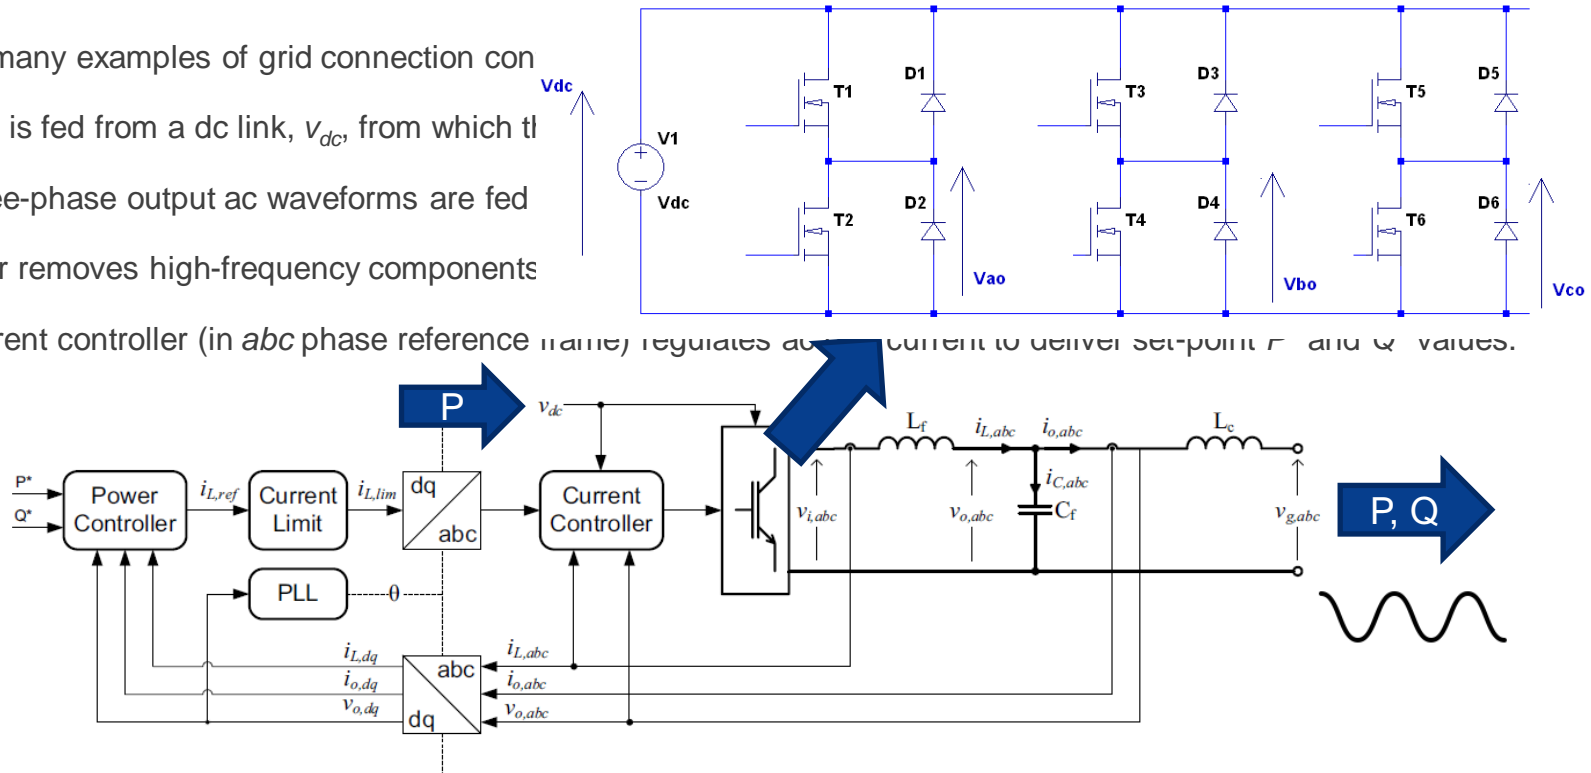 many examples of grid connection con
Vdc
V1
Vdc
T1
D1
T3
D3
T5
D5
T2
D2
T4
D4
T6
D6
Vao
Vbo
Vco
is fed from a dc link, vdc, from which th
ee-phase output ac waveforms are fed
r removes high-frequency components
rent controller (in abc phase reference frame) regulates current to deliver set-point P and Q values.
P
vdc
P*
Q*
Power
Controller
iL,ref
Current
Limit
iL,lim
dq
abc
Current
Controller
Lf
iL,abc
io,abc
Lc
vi,abc
vo,abc
iC,abc
Cf
vg,abc
P, Q
PLL
θ
iL,dq
io,dq
vo,dq
abc
dq
iL,abc
io,abc
vo,abc